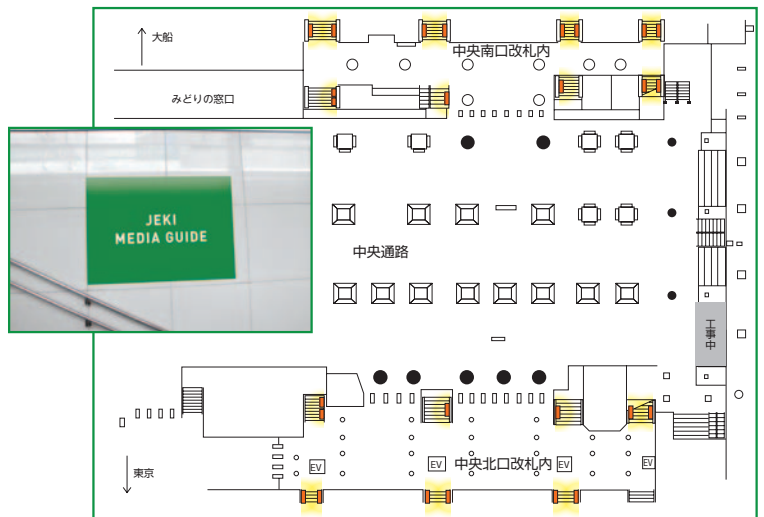 大船
中央南口改札内
みどりの窓口
JEKI
MEDIA GUIDE
中央通路
工事中
東京
EV
EV
中央北口改札内
EV
EV